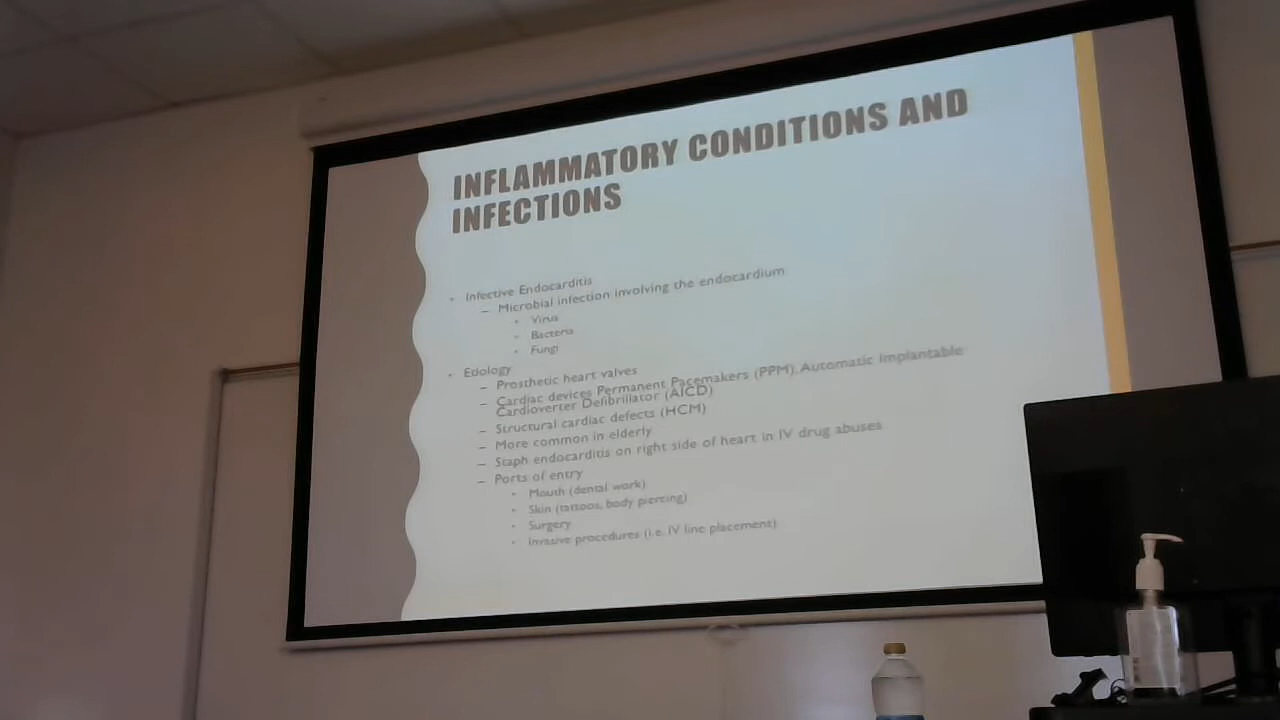 INFLAMMATORY CONDITIONS AND
INFECTIONS
• Infective Endocarditis
– Microbial infection involving the endocardium
• Virus
• Bacteria
• Fungi
• Etiology
– Prosthetic heart valves
– Cardiac devices Permanent Pacemakers (PPM), Automatic Implantable
Cardioverter Defibrillator (AICD)
– Structural cardiac defects (HCM)
– More common in elderly
– Staph endocarditis on right side of heart in IV drug abuses
– Ports of entry
• Mouth (dental work)
• Skin (tattoos, body piercing)
• Surgery
• Invasive procedures (i.e. IV line placement)